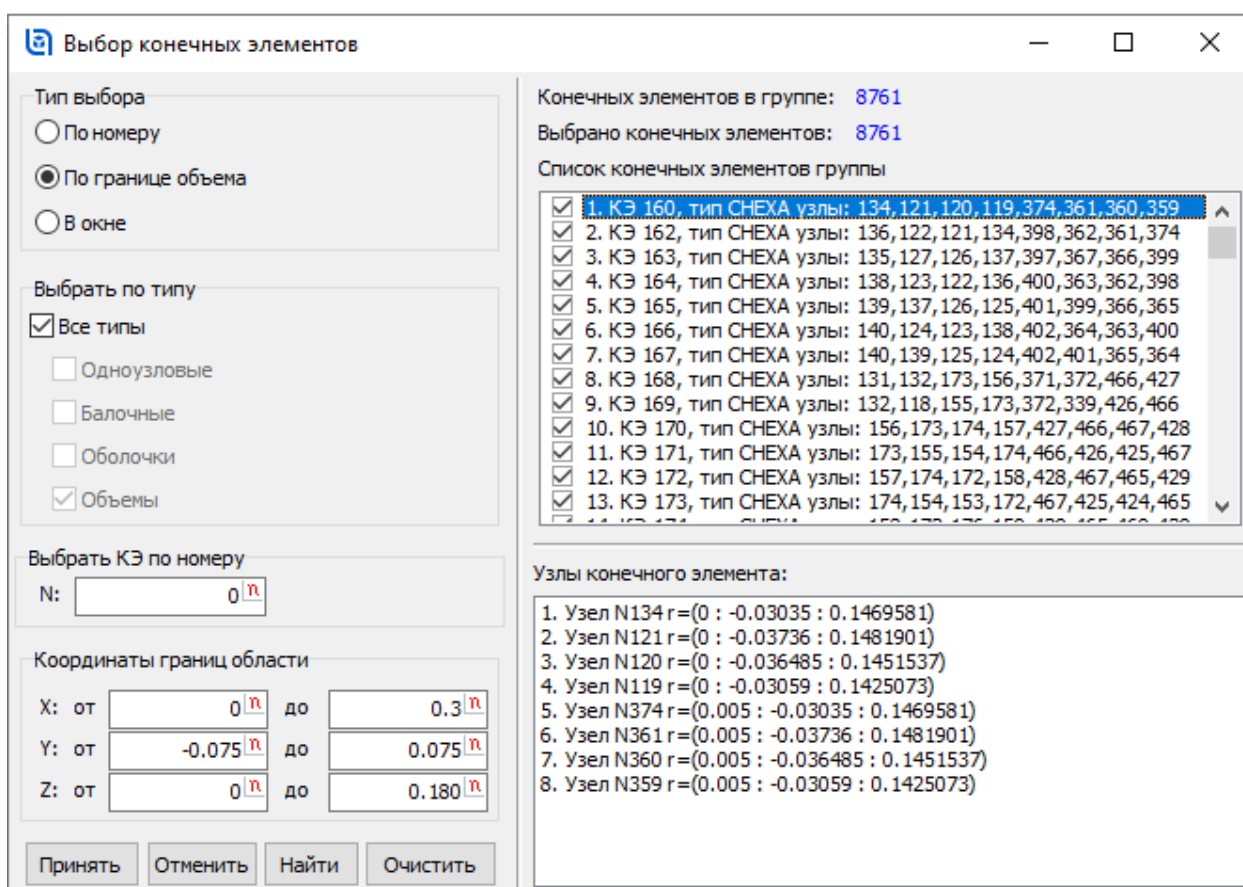 Выбор конечных элементов
Тип выбора
По номеру
По границе объема
В окне
Выбрать по типу
Все типы
Одноузловые
Балочные
Оболочки
Объемы
Выбрать КЭ по номеру
N: 0 n
Координаты границ области
X: от 0 n до 0.3 n
Y: от -0.075 n до 0.075 n
Z: от 0 n до 0.180 n
Принять Отменить Найти Очистить
Конечных элементов в группе: 8761
Выбрано конечных элементов: 8761
Список конечных элементов группы
1. КЭ 160, тип CHEXA узлы: 134,121,120,119,374,361,360,359
2. КЭ 162, тип CHEXA узлы: 136,122,121,134,398,362,361,374
3. КЭ 163, тип CHEXA узлы: 135,127,126,137,397,367,366,399
4. КЭ 164, тип CHEXA узлы: 138,123,122,136,400,363,362,398
5. КЭ 165, тип CHEXA узлы: 139,137,126,125,401,399,366,365
6. КЭ 166, тип CHEXA узлы: 140,124,123,138,402,364,363,400
7. КЭ 167, тип CHEXA узлы: 140,139,125,124,402,401,365,364
8. КЭ 168, тип CHEXA узлы: 131,132,173,156,371,372,466,427
9. КЭ 169, тип CHEXA узлы: 132,118,155,173,372,339,426,466
10. КЭ 170, тип CHEXA узлы: 156,173,174,157,427,466,467,428
11. КЭ 171, тип CHEXA узлы: 173,155,154,174,466,426,425,467
12. КЭ 172, тип CHEXA узлы: 157,174,172,158,428,467,465,429
13. КЭ 173, тип CHEXA узлы: 174,154,153,172,467,425,424,465
Узлы конечного элемента:
1. Узел N134 r=(0 : -0.03035 : 0.1469581)
2. Узел N121 r=(0 : -0.03736 : 0.1481901)
3. Узел N120 r=(0 : -0.036485 : 0.1451537)
4. Узел N119 r=(0 : -0.03059 : 0.1425073)
5. Узел N374 r=(0.005 : -0.03035 : 0.1469581)
6. Узел N361 r=(0.005 : -0.03736 : 0.1481901)
7. Узел N360 r=(0.005 : -0.036485 : 0.1451537)
8. Узел N359 r=(0.005 : -0.03059 : 0.1425073)